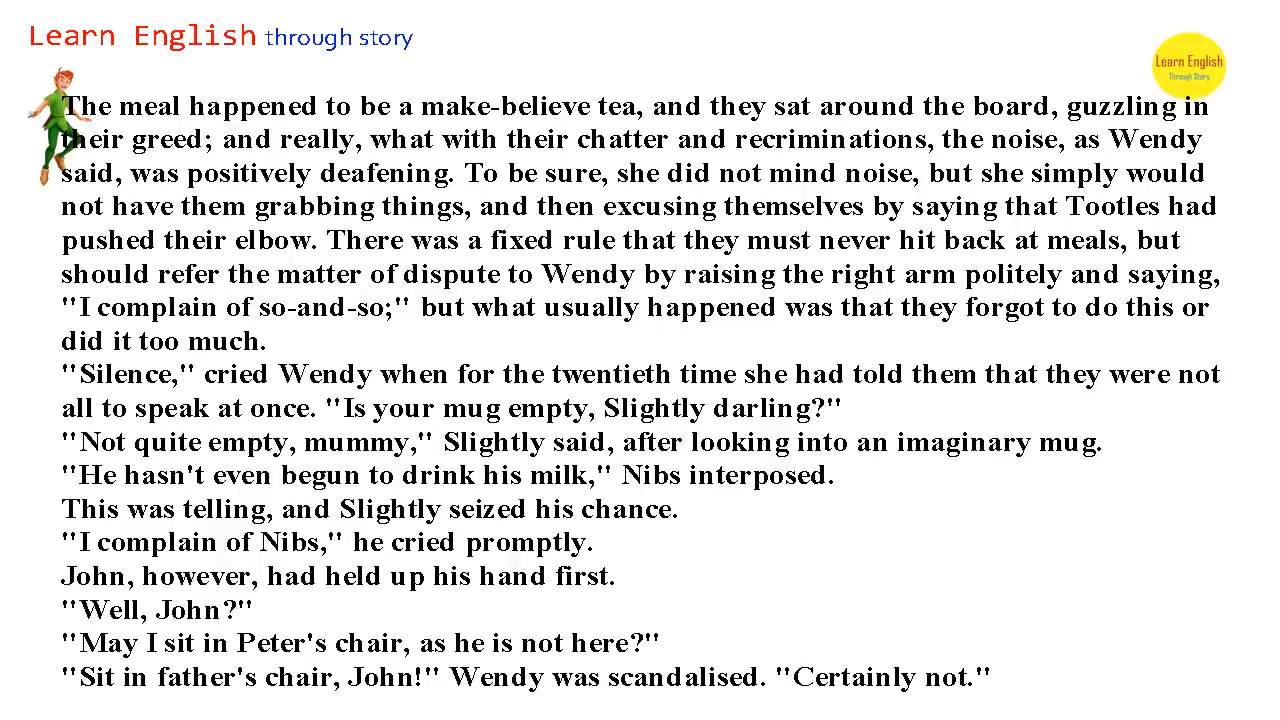 Learn English through story
Learn English
Through Story
The meal happened to be a make-believe tea, and they sat around the board, guzzling in
their greed; and really, what with their chatter and recriminations, the noise, as Wendy
said, was positively deafening. To be sure, she did not mind noise, but she simply would
not have them grabbing things, and then excusing themselves by saying that Tootles had
pushed their elbow. There was a fixed rule that they must never hit back at meals, but
should refer the matter of dispute to Wendy by raising the right arm politely and saying,
"I complain of so-and-so;" but what usually happened was that they forgot to do this or
did it too much.
"Silence," cried Wendy when for the twentieth time she had told them that they were not
all to speak at once. "Is your mug empty, Slightly darling?"
"Not quite empty, mummy," Slightly said, after looking into an imaginary mug.
"He hasn't even begun to drink his milk," Nibs interposed.
This was telling, and Slightly seized his chance.
"I complain of Nibs," he cried promptly.
John, however, had held up his hand first.
"Well, John?"
"May I sit in Peter's chair, as he is not here?"
"Sit in father's chair, John!" Wendy was scandalised. "Certainly not."